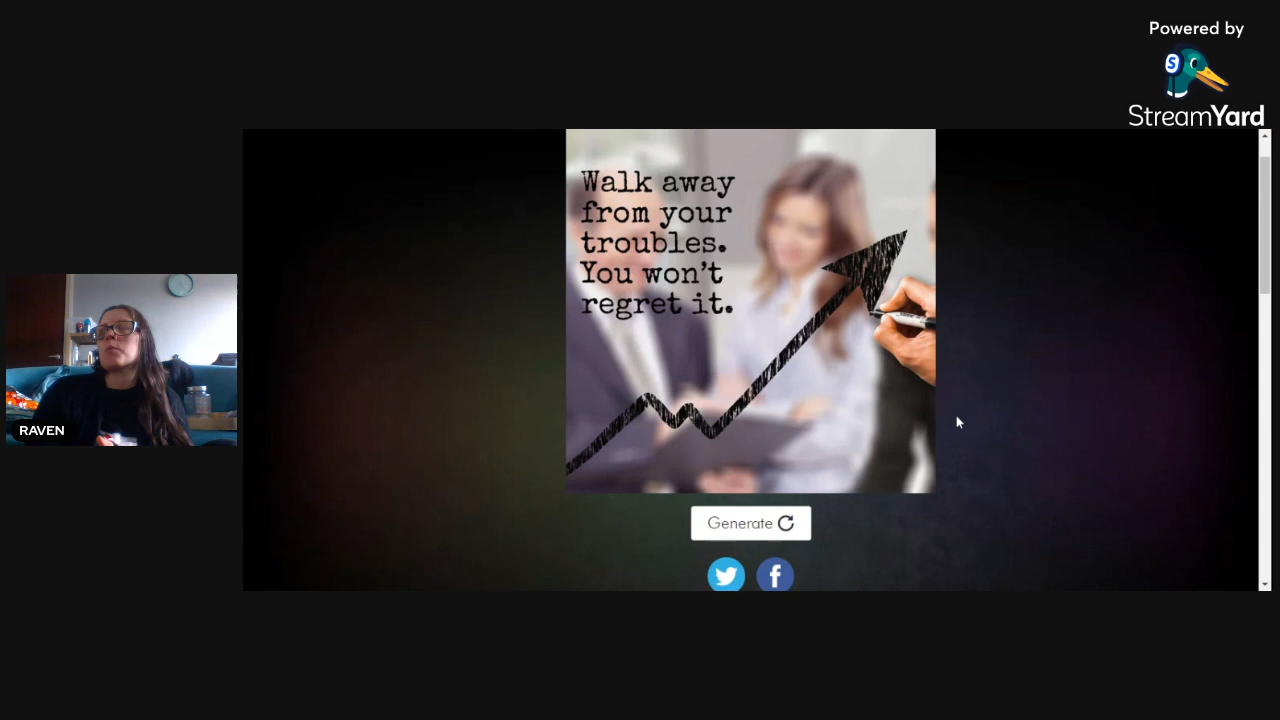 Powered by
S
StreamYard
Walk away
from your
troubles.
You won’t
regret it.
RAVEN
Generate
f